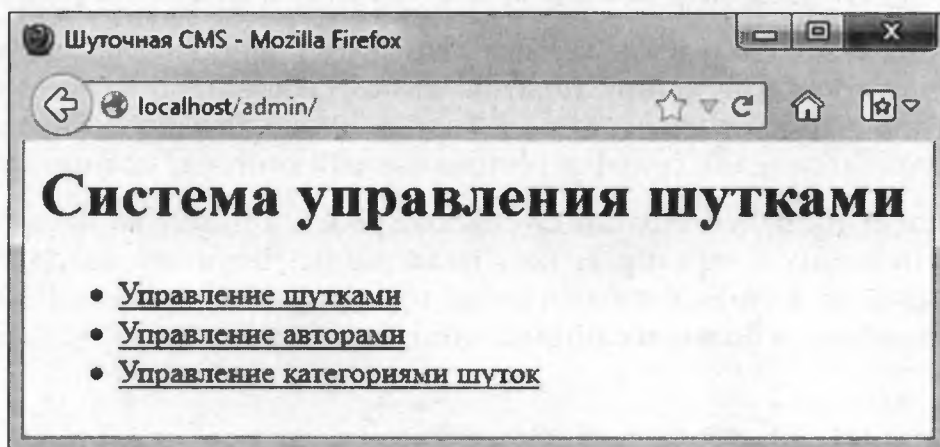 Шуточная CMS - Mozilla Firefox
localhost/admin/
Система управления шутками
Управление шутками
Управление авторами
Управление категориями шуток